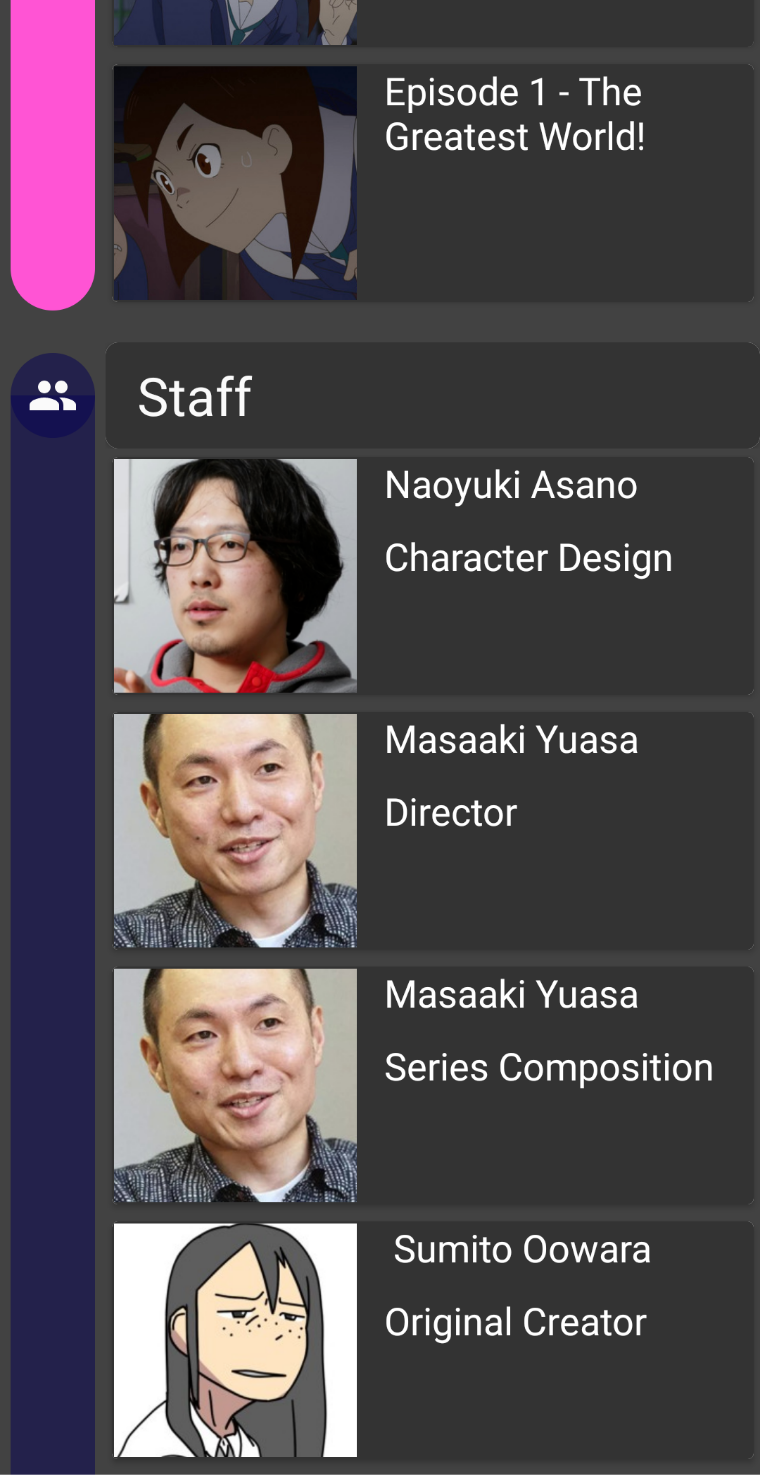 Episode 1 - The
Greatest World!
Staff
Naoyuki Asano
Character Design
Masaaki Yuasa
Director
Masaaki Yuasa
Series Composition
Sumito Oowara
Original Creator